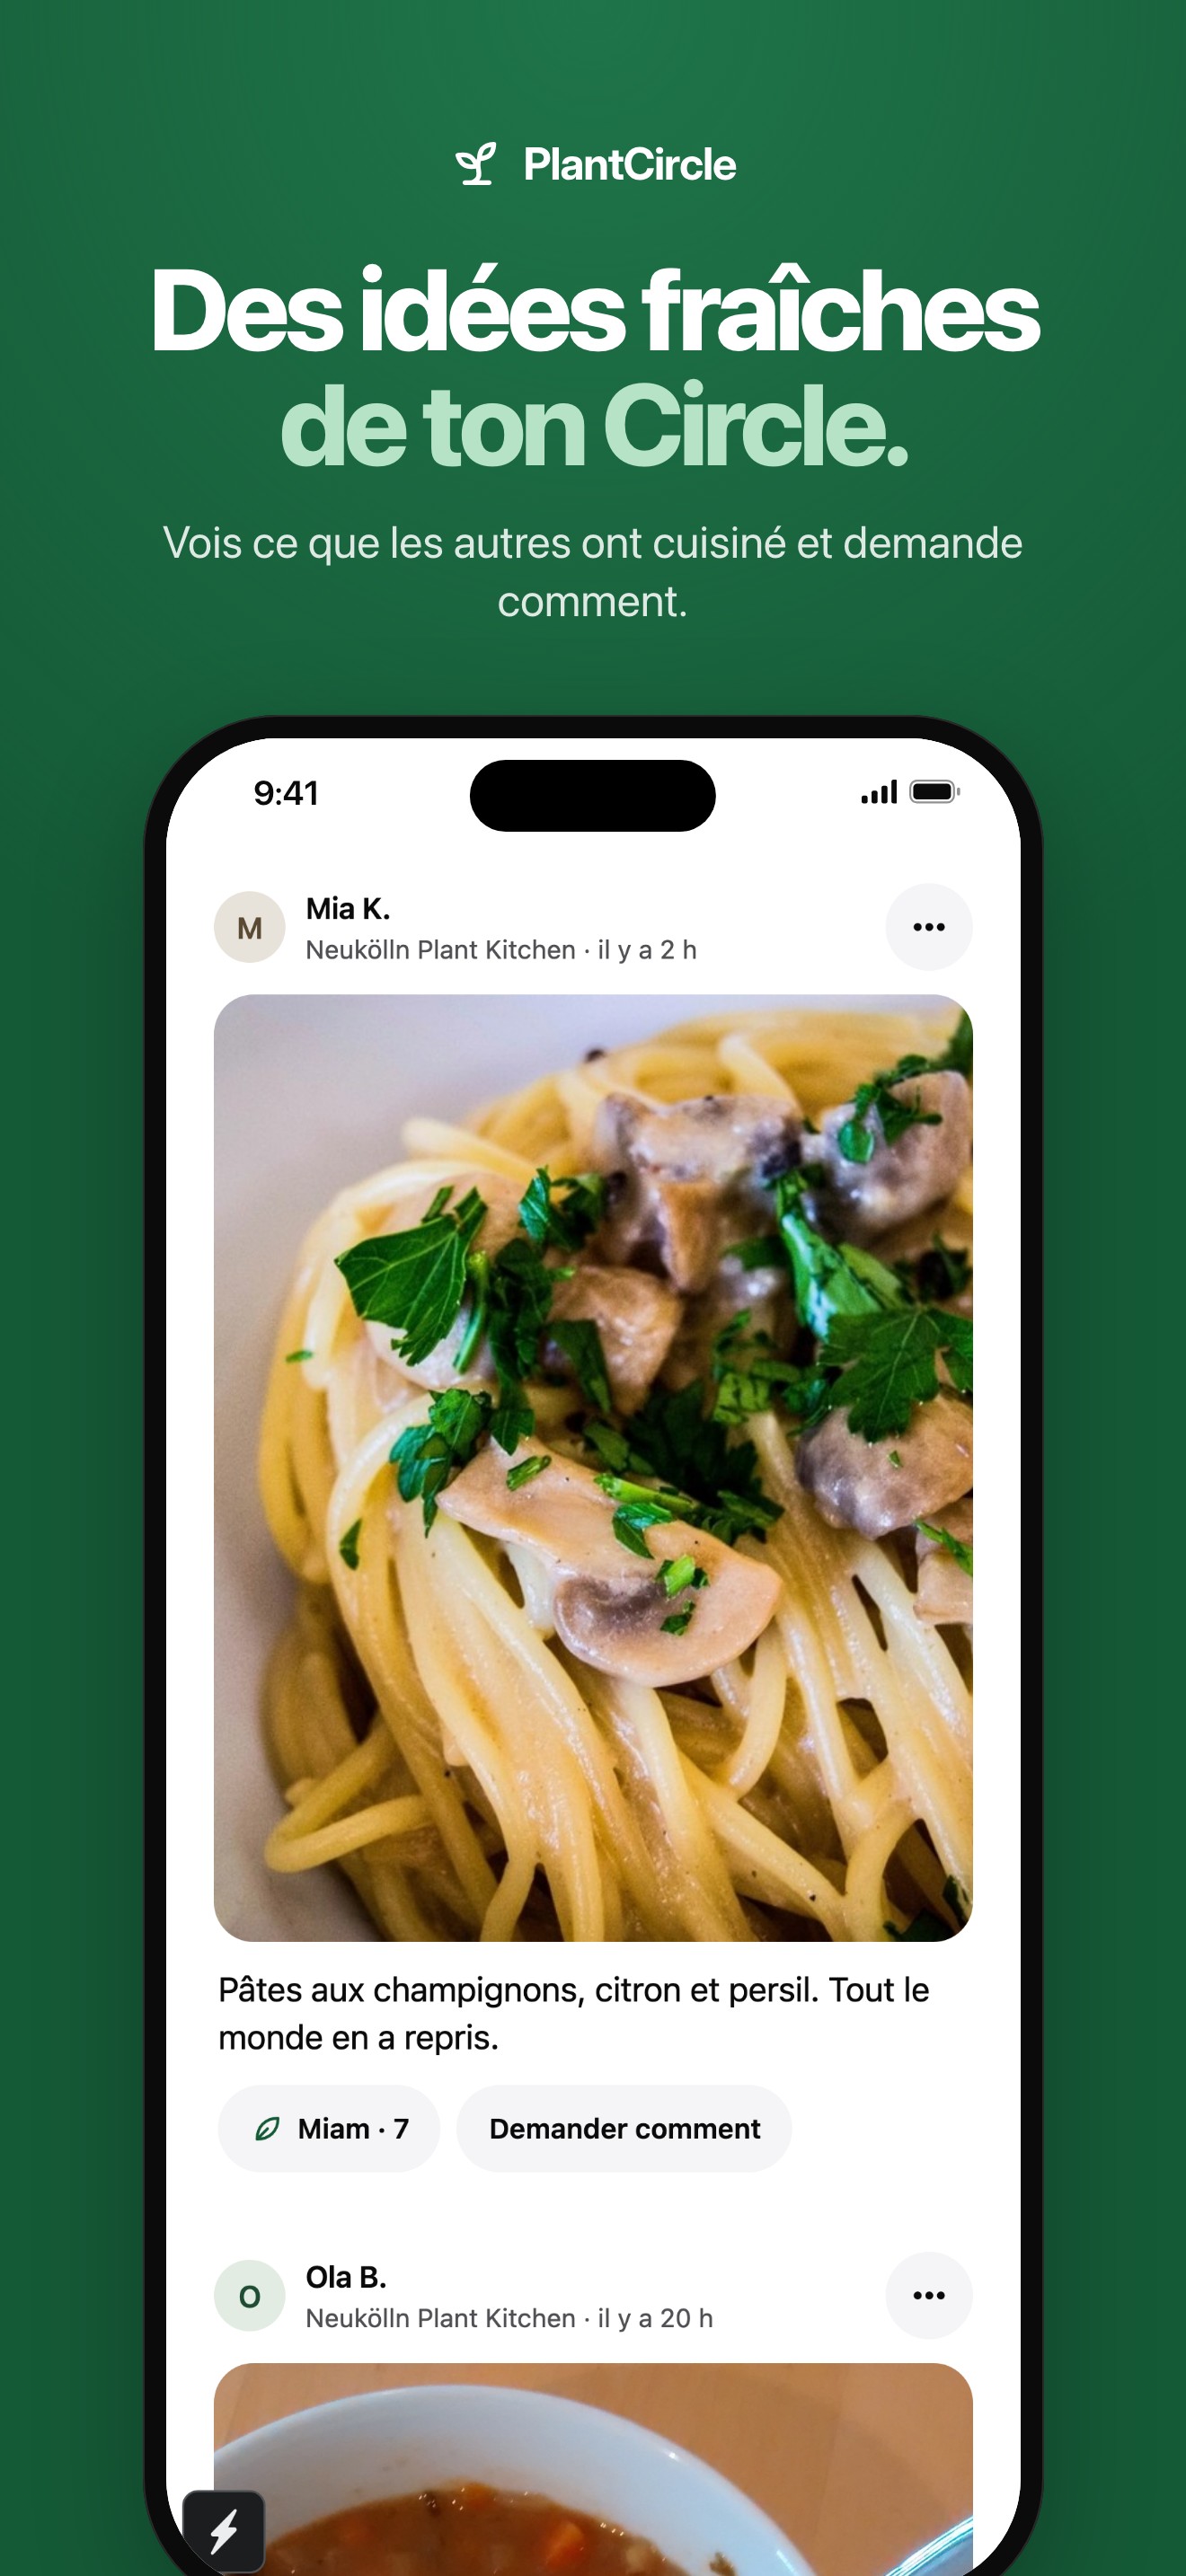 PlantCircle
Des idées fraîches
de ton Circle.
Vois ce que les autres ont cuisiné et demande
comment.
9:41
M
Mia K.
Neukölln Plant Kitchen · il y a 2 h
Pâtes aux champignons, citron et persil. Tout le
monde en a repris.
Miam · 7
Demander comment
O
Ola B.
Neukölln Plant Kitchen · il y a 20 h